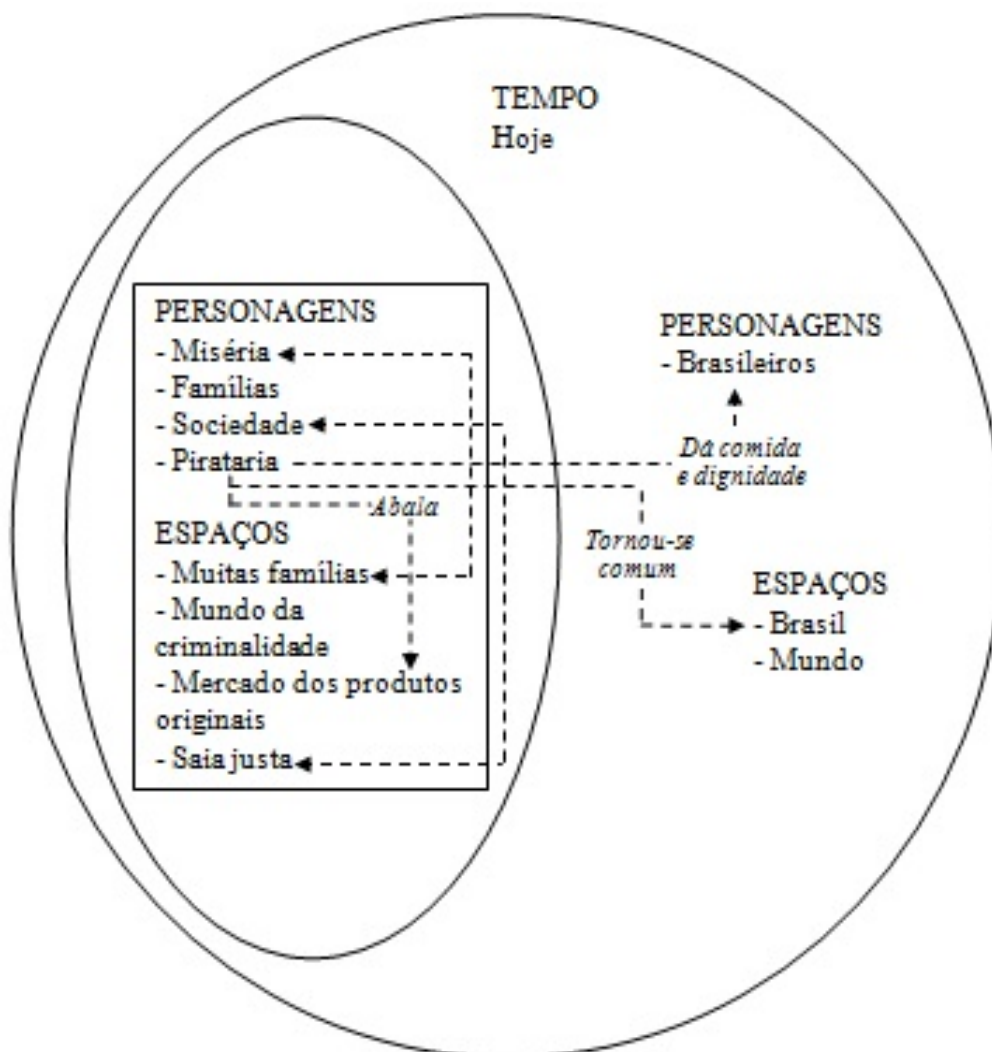 TEMPO
Hoje
PERSONAGENS
- Miséria
- Famílias
- Sociedade
- Pirataria
Abala
ESPAÇOS
- Muitas famílias
- Mundo da
criminalidade
- Mercado dos produtos
originais
- Saia justa
PERSONAGENS
- Brasileiros
Dá comida
e dignidade
Tornou-se
comum
ESPAÇOS
- Brasil
- Mundo